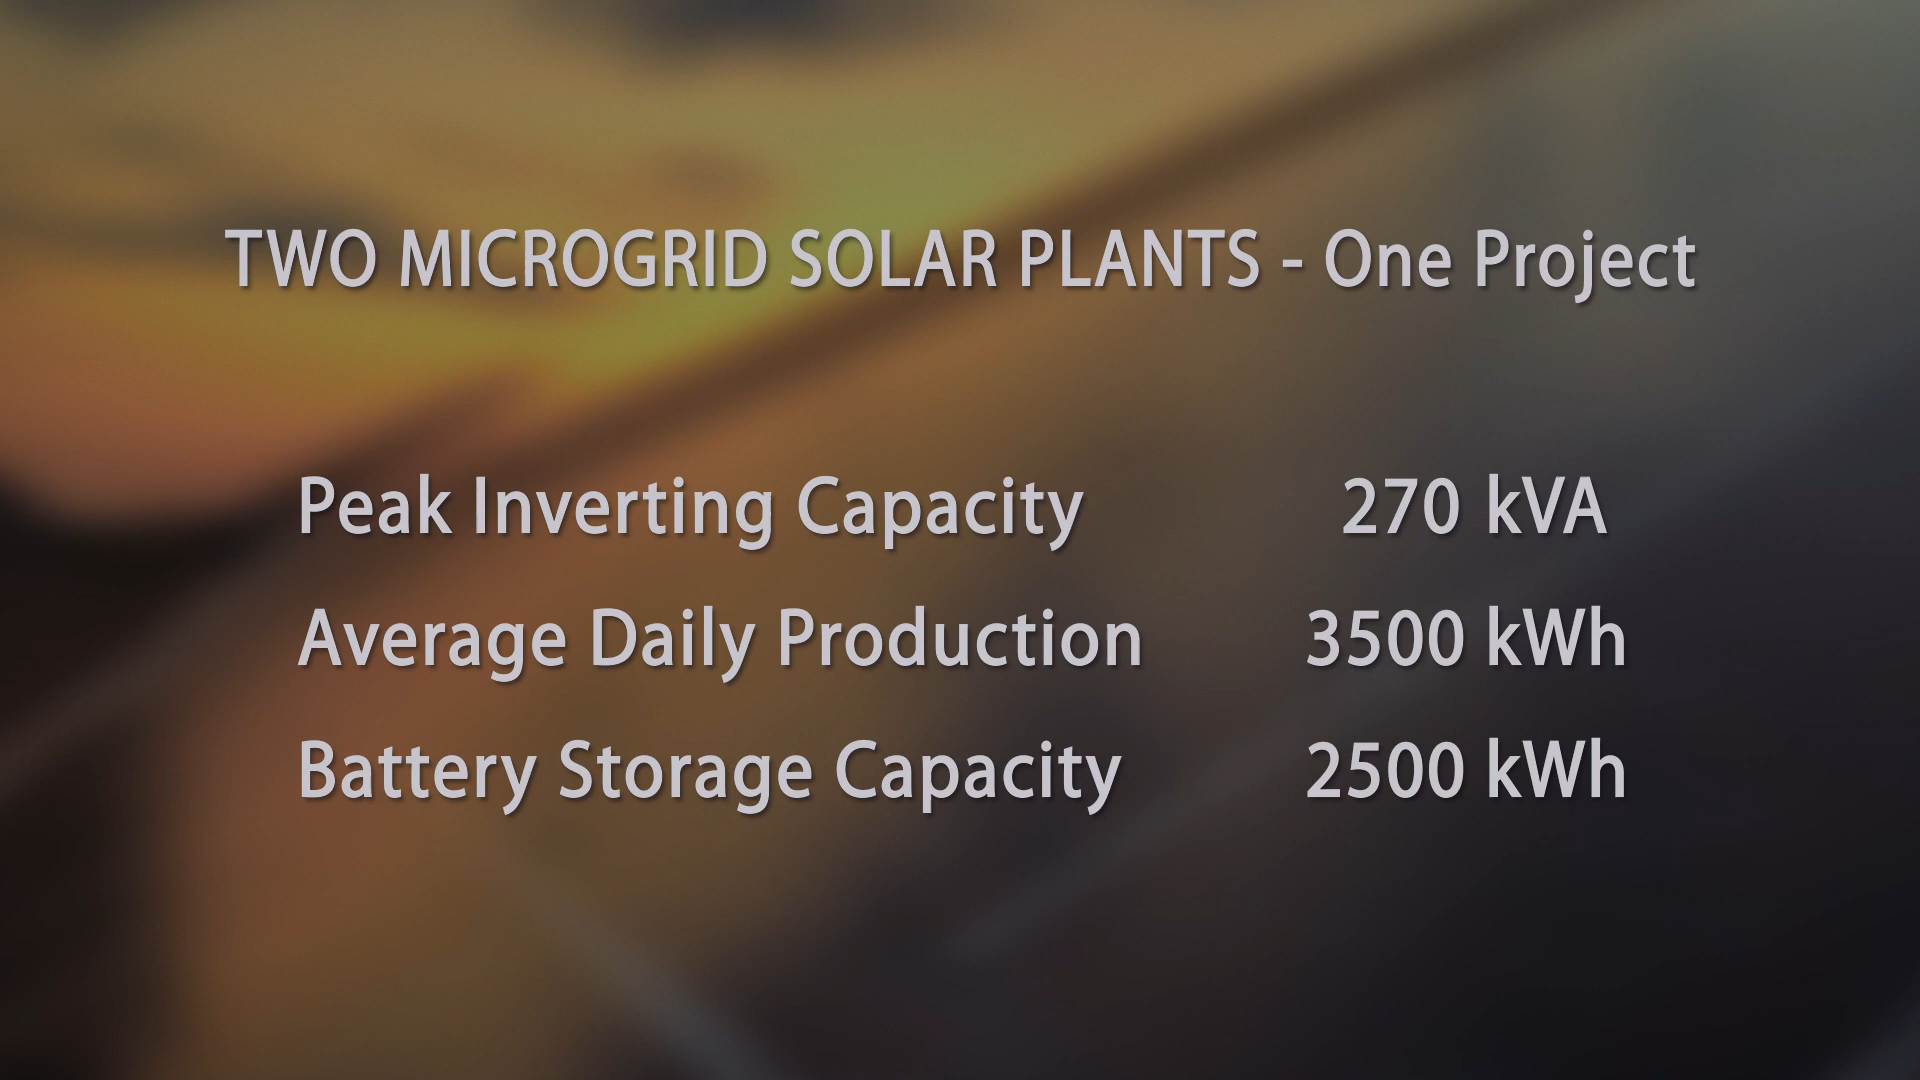 TWO MICROGRID SOLAR PLANTS - One Project
Peak Inverting Capacity 270 kVA
Average Daily Production 3500 kWh
Battery Storage Capacity 2500 kWh